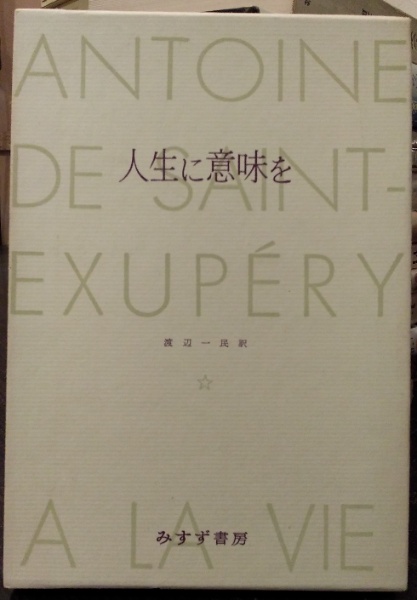 ANTOINE
DE SAINT-
人生に意味を
EXUPÉRY
渡辺一民訳
☆
A LA VIE
みすず書房